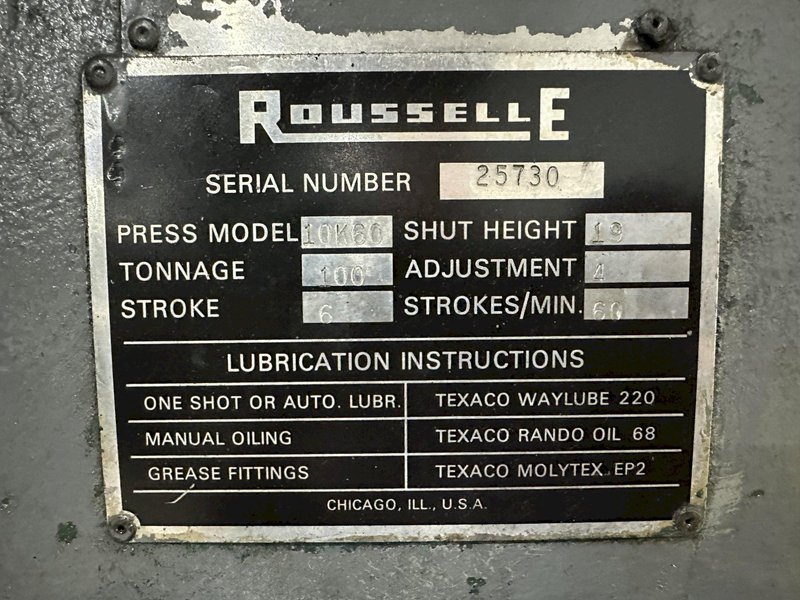 ROUSSELLE
SERIAL NUMBER 25730
PRESS MODEL 10K60 SHUT HEIGHT 19
TONNAGE 100 ADJUSTMENT 4
STROKE 6 STROKES/MIN. 60
LUBRICATION INSTRUCTIONS
ONE SHOT OR AUTO. LUBR. TEXACO WAYLUBE 220
MANUAL OILING TEXACO RANDO OIL 68
GREASE FITTINGS TEXACO MOLYTEX EP2
CHICAGO, ILL., U.S.A.